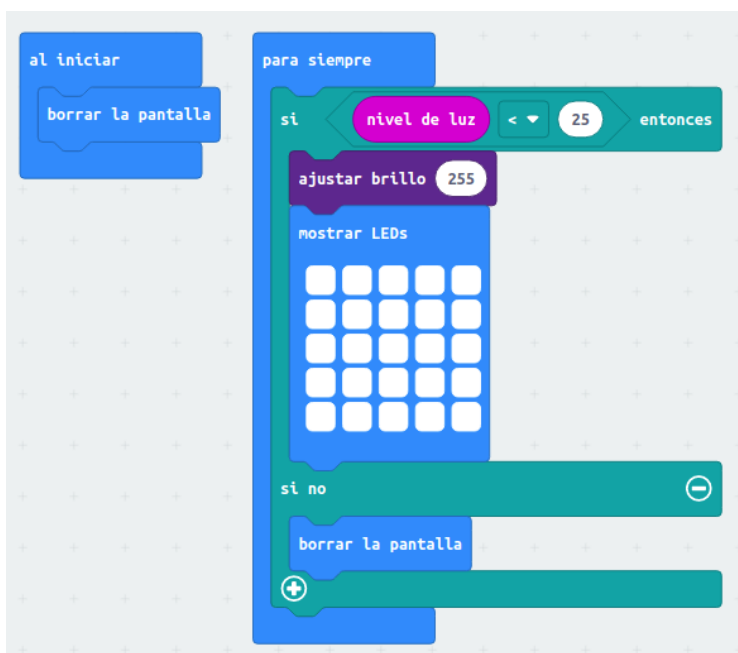 al iniciar
borrar la pantalla
para siempre
si nivel de luz < 25 entonces
ajustar brillo 255
mostrar LEDs
si no
borrar la pantalla